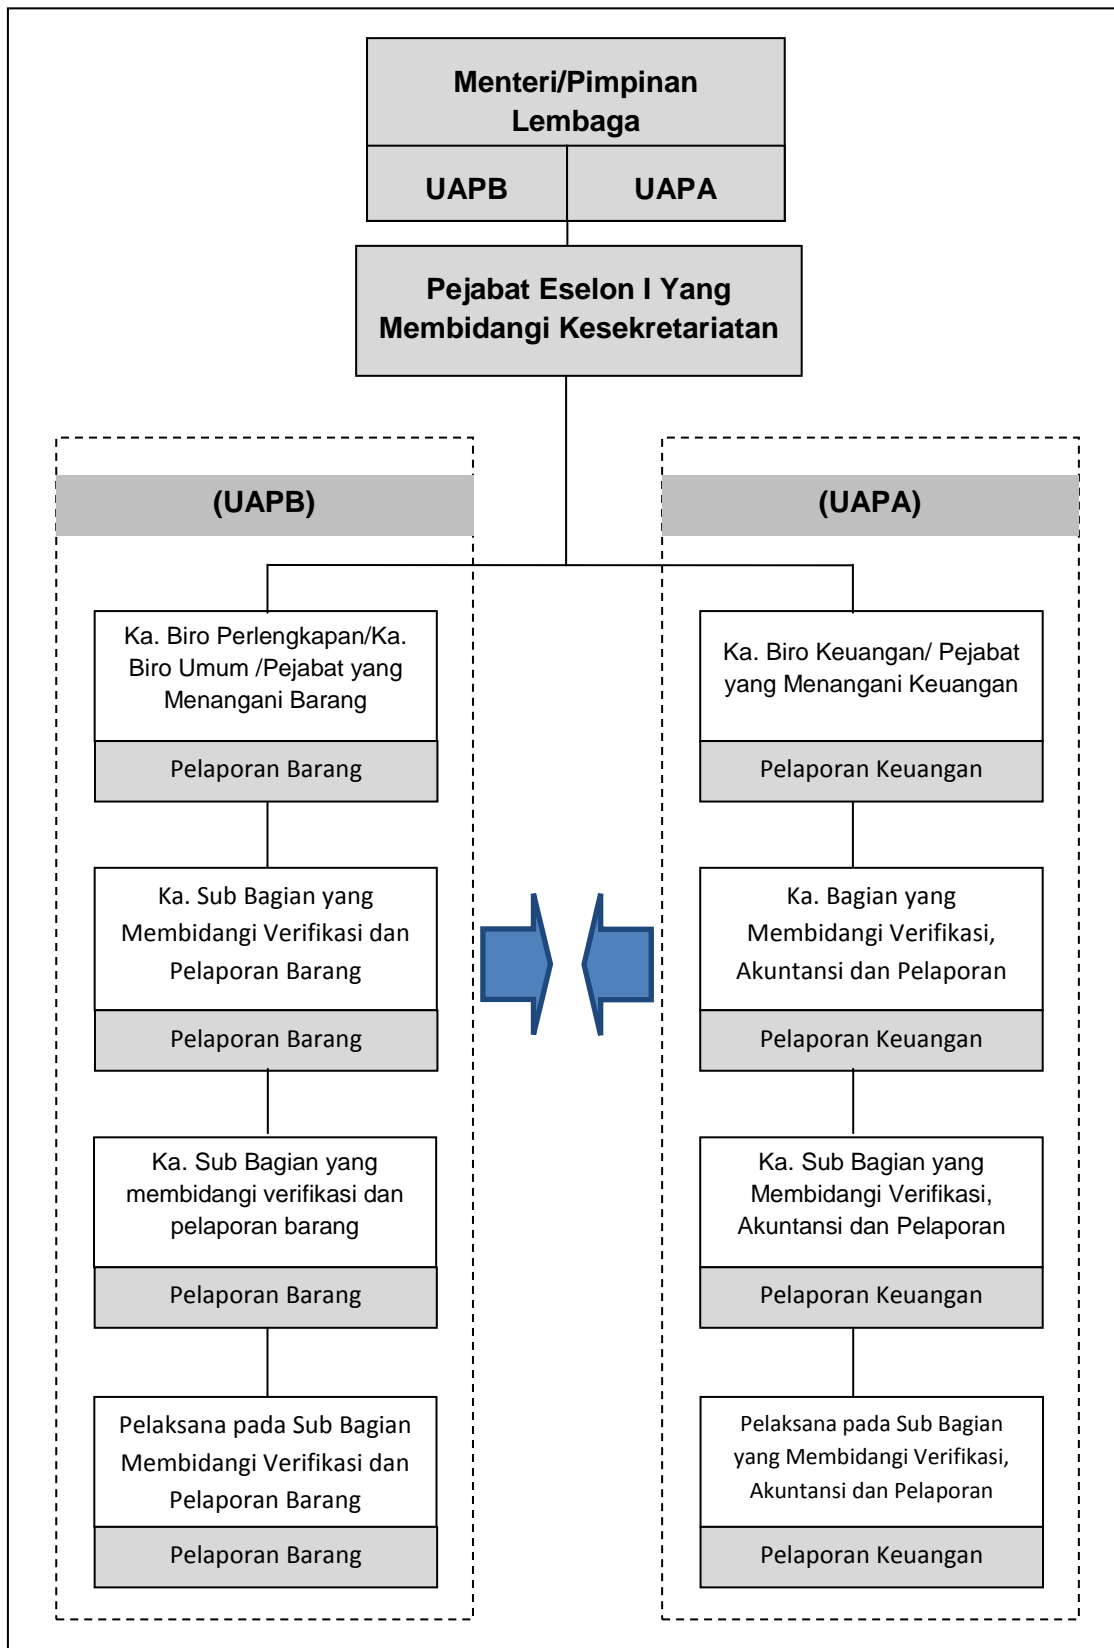 Menteri/Pimpinan
Lembaga
UAPB
UAPA
Pejabat Eselon I Yang
Membidangi Kesekretariatan
(UAPB)
Ka. Biro Perlengkapan/Ka.
Biro Umum /Pejabat yang
Menangani Barang
Pelaporan Barang
Ka. Sub Bagian yang
Membidangi Verifikasi dan
Pelaporan Barang
Pelaporan Barang
Ka. Sub Bagian yang
membidangi verifikasi dan
pelaporan barang
Pelaporan Barang
Pelaksana pada Sub Bagian
Membidangi Verifikasi dan
Pelaporan Barang
Pelaporan Barang
(UAPA)
Ka. Biro Keuangan/ Pejabat
yang Menangani Keuangan
Pelaporan Keuangan
Ka. Bagian yang
Membidangi Verifikasi,
Akuntansi dan Pelaporan
Pelaporan Keuangan
Ka. Sub Bagian yang
Membidangi Verifikasi,
Akuntansi dan Pelaporan
Pelaporan Keuangan
Pelaksana pada Sub Bagian
yang Membidangi Verifikasi,
Akuntansi dan Pelaporan
Pelaporan Keuangan